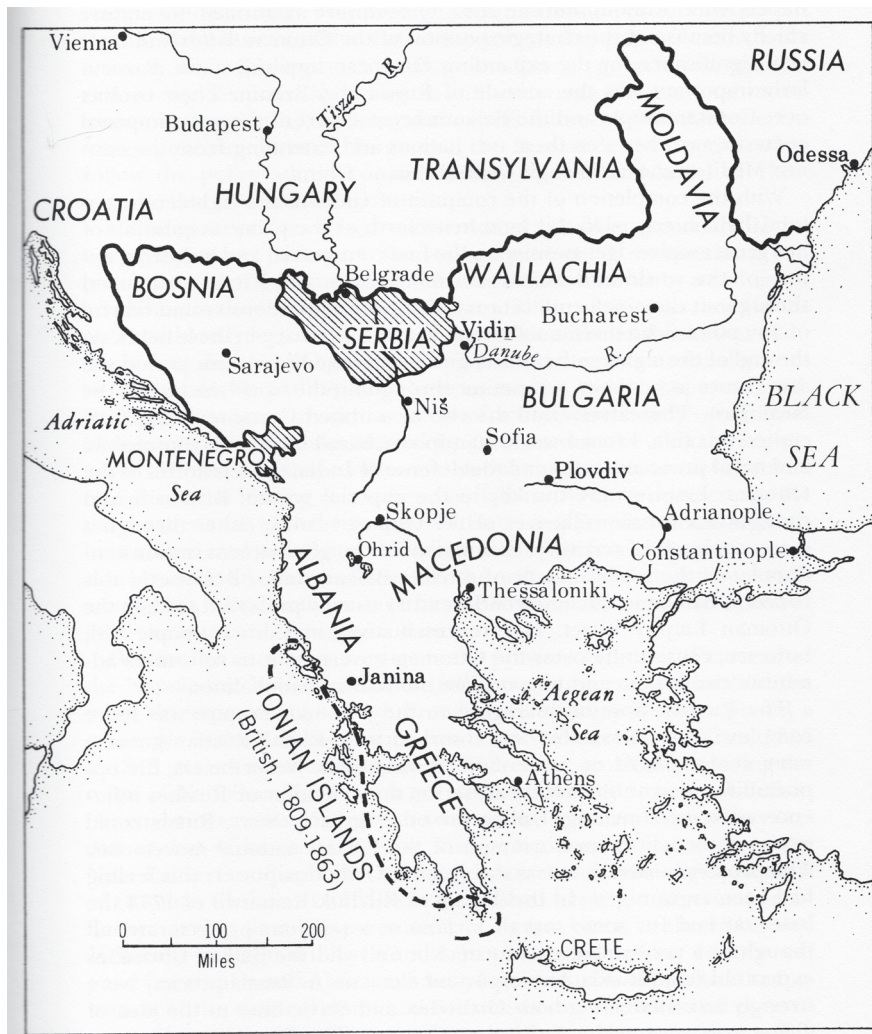 Vienna
Tisza R.
RUSSIA
Budapest
MOLDAVA
TRANSYLVANIA
Odessa
HUNGARY
CROATIA
Belgrade
WALLACHIA
BOSNIA
Bucharest
SERBIA
Vidin
Danube R.
Sarajevo
Niš
BULGARIA
BLACK
SEA
Adriatic
Sea
MONTENEGRO
Sofia
Plovdiv
Skopje
Adrianople
Ohrid
MACEDONIA
Constantinople
ALBANIA
Thessaloniki
Janina
Aegean
Sea
IONIAN ISLANDS
(British 1809-1863)
GREECE
Athens
0 100 200
Miles
CRETE